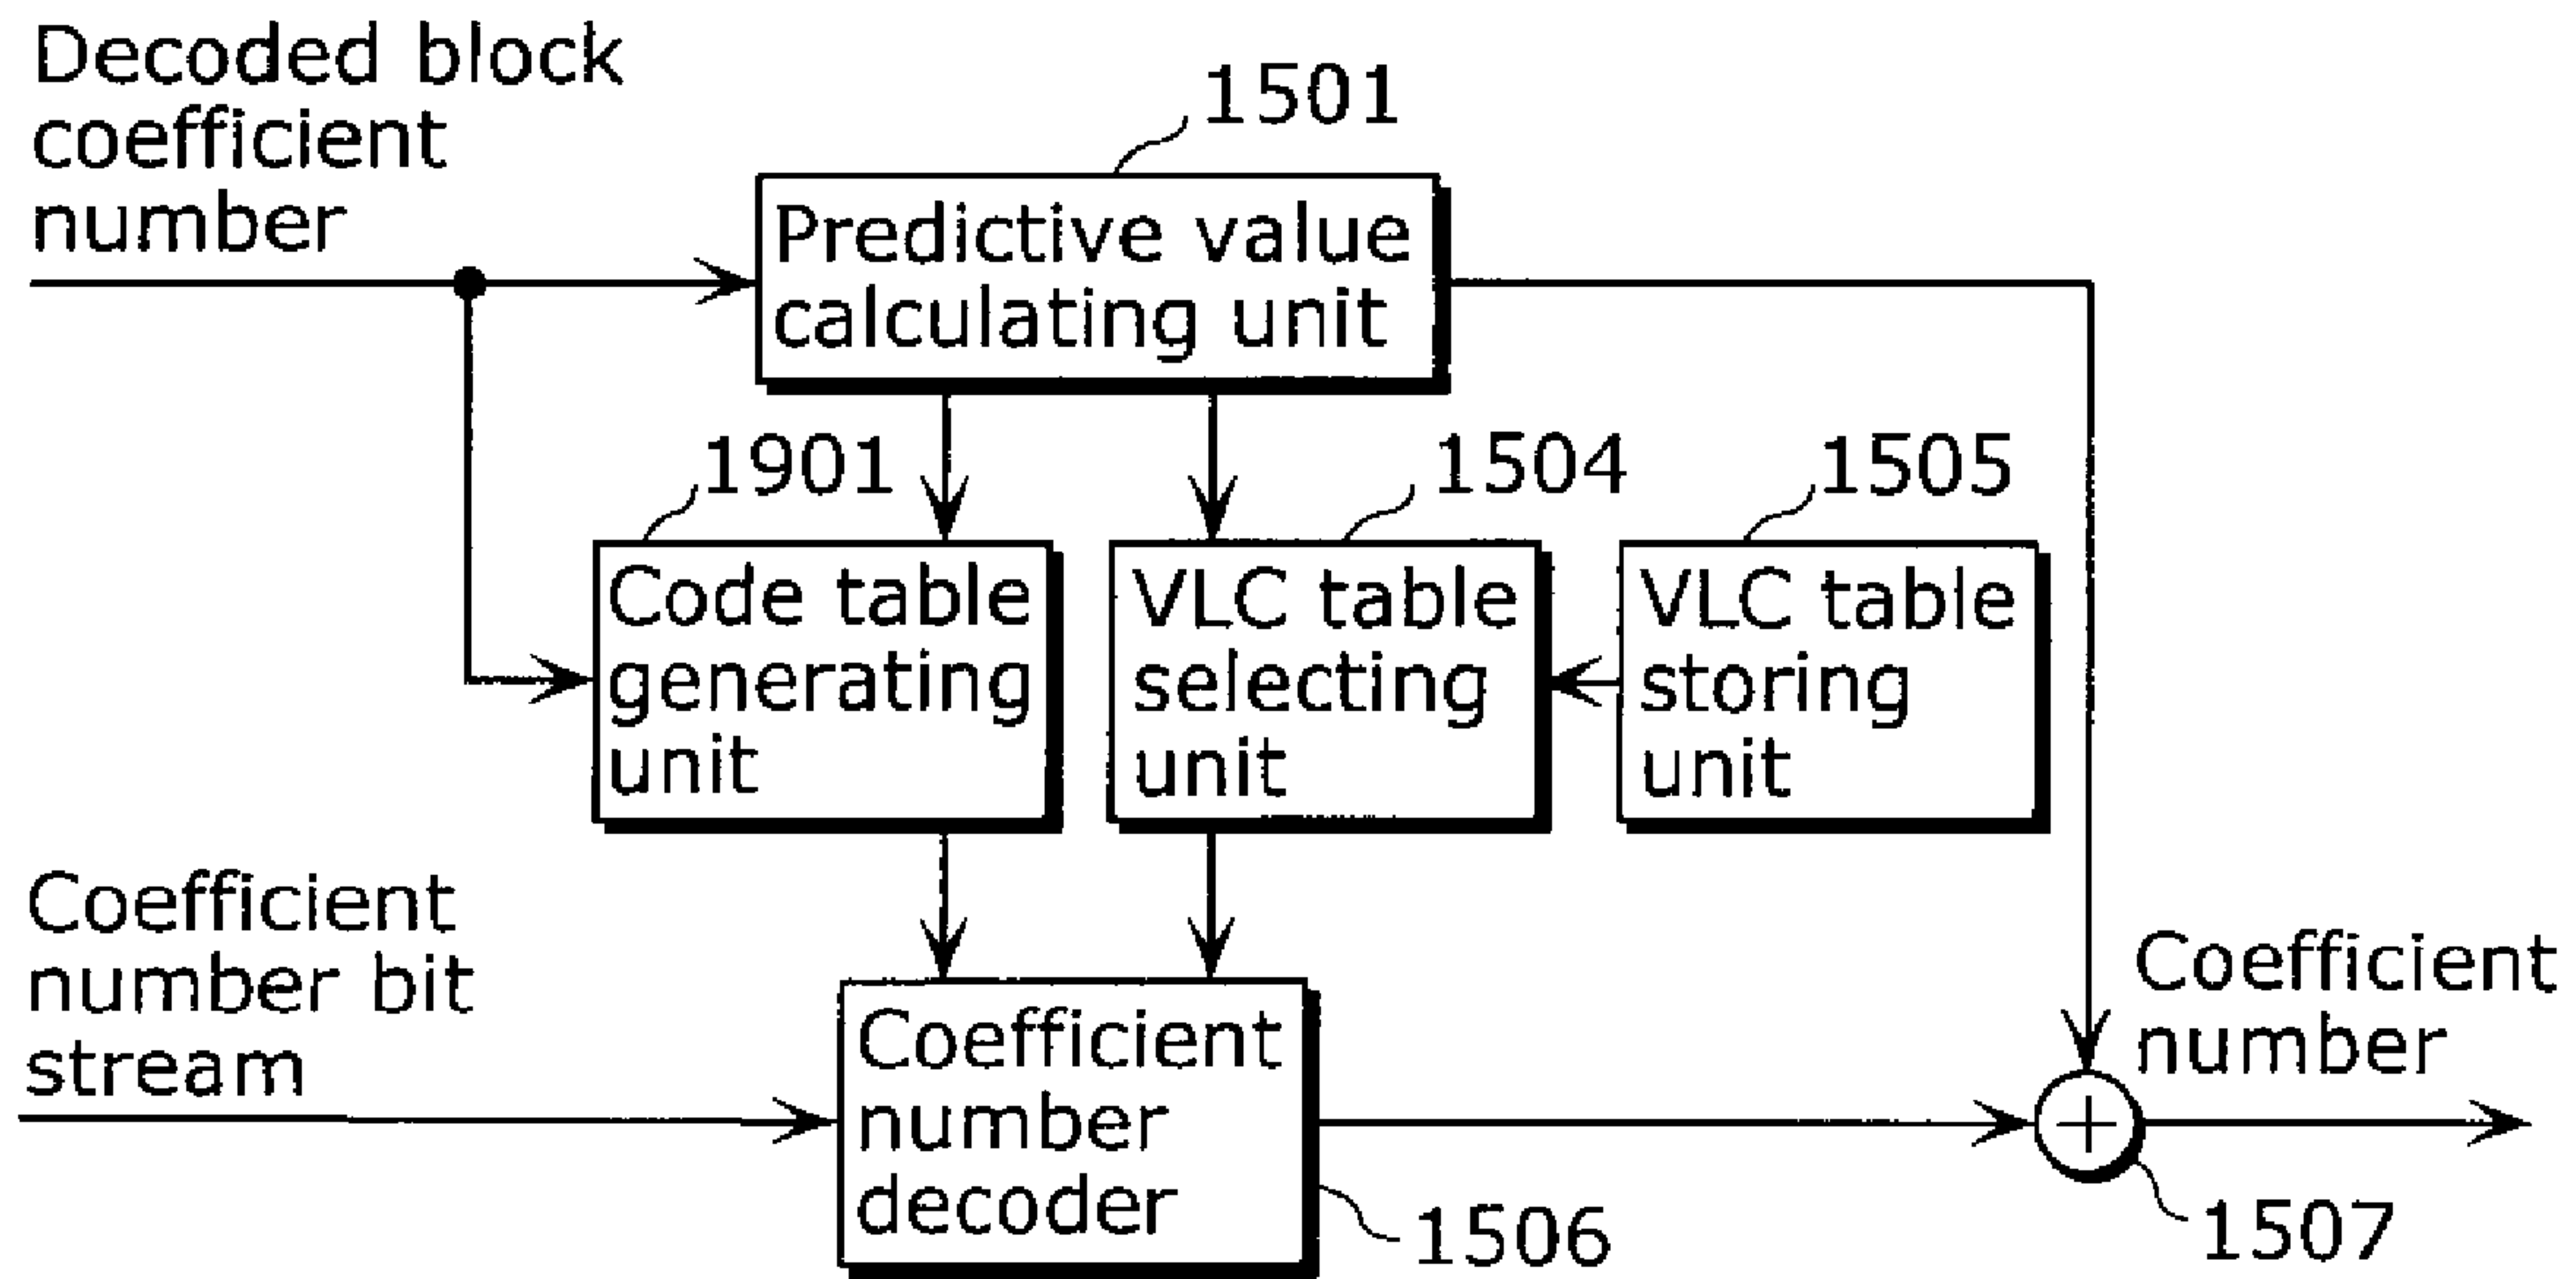 Decoded block
coefficient
number
1501
Predictive value
calculating unit
1901
1504
1505
Code table
generating
unit
VLC table
selecting
unit
VLC table
storing
unit
Coefficient
number bit
stream
Coefficient
number
decoder
Coefficient
number
1506
1507